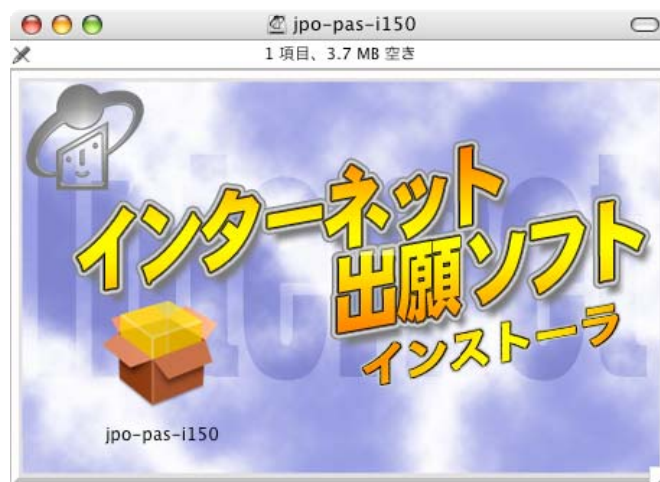 jpo-pas-i150
1 項目、3.7 MB 空き
Internet
インターネット
出願ソフト
インストーラ
jpo-pas-i150